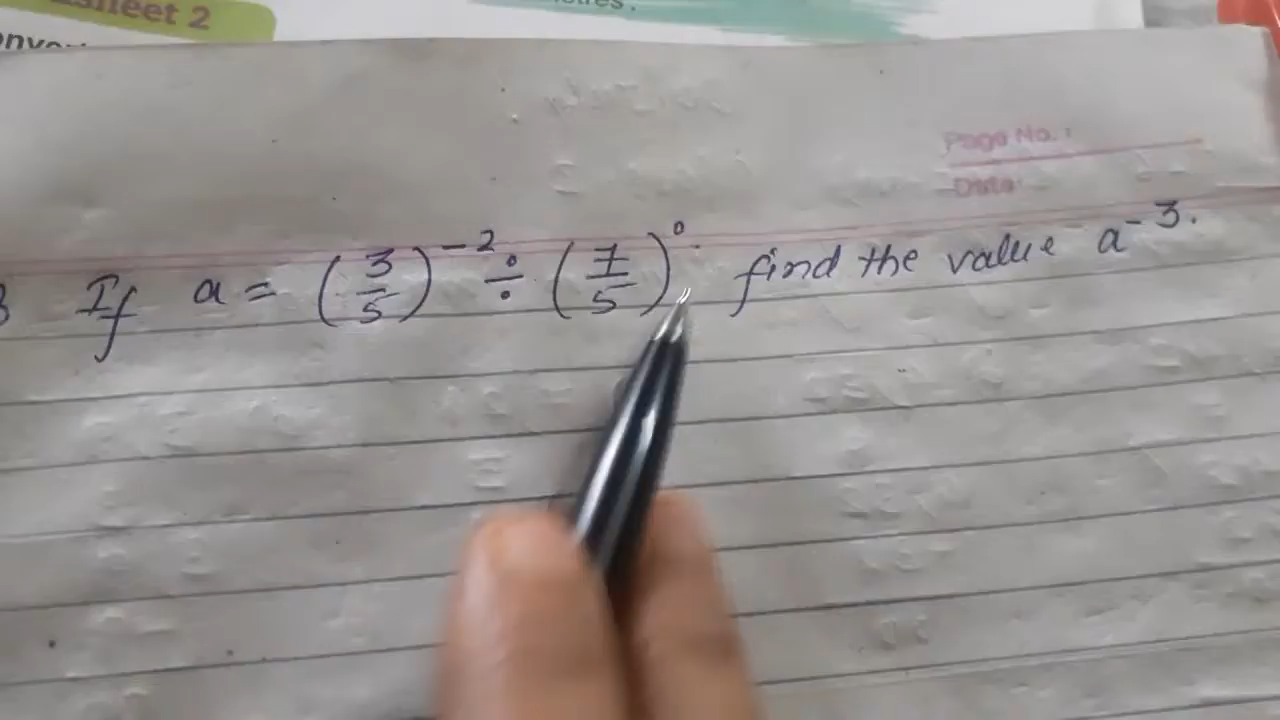 sheet 2
Page No. :
Date
If a = (3/5)⁻² ÷ (7/5)⁰. find the value a⁻³.